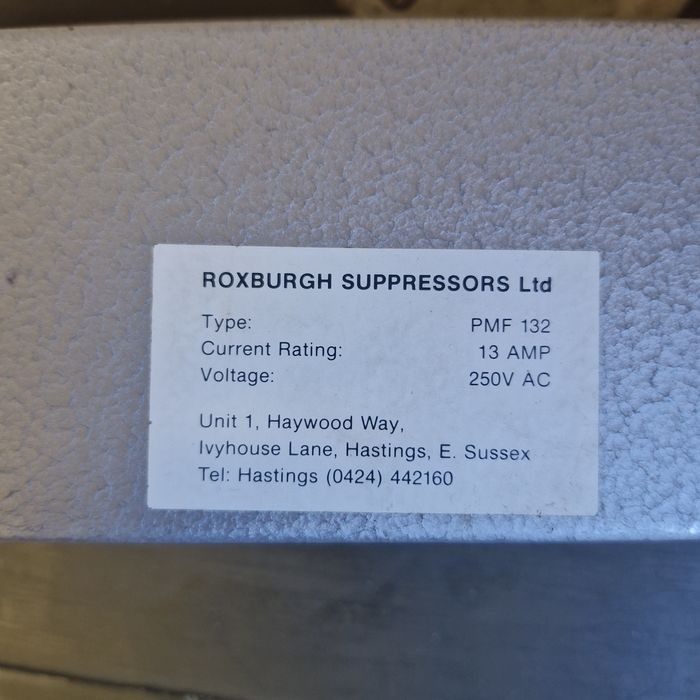 ROXBURGH SUPPRESSORS Ltd
Type: PMF 132
Current Rating: 13 AMP
Voltage: 250V AC
Unit 1, Haywood Way,
Ivyhouse Lane, Hastings, E. Sussex
Tel: Hastings (0424) 442160